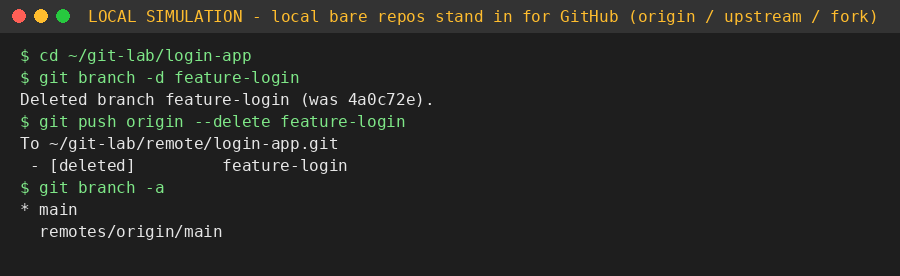 LOCAL SIMULATION - local bare repos stand in for GitHub (origin / upstream / fork)
$ cd ~/git-lab/login-app
$ git branch -d feature-login
Deleted branch feature-login (was 4a0c72e).
$ git push origin --delete feature-login
To ~/git-lab/remote/login-app.git
 - [deleted]         feature-login
$ git branch -a
* main
  remotes/origin/main